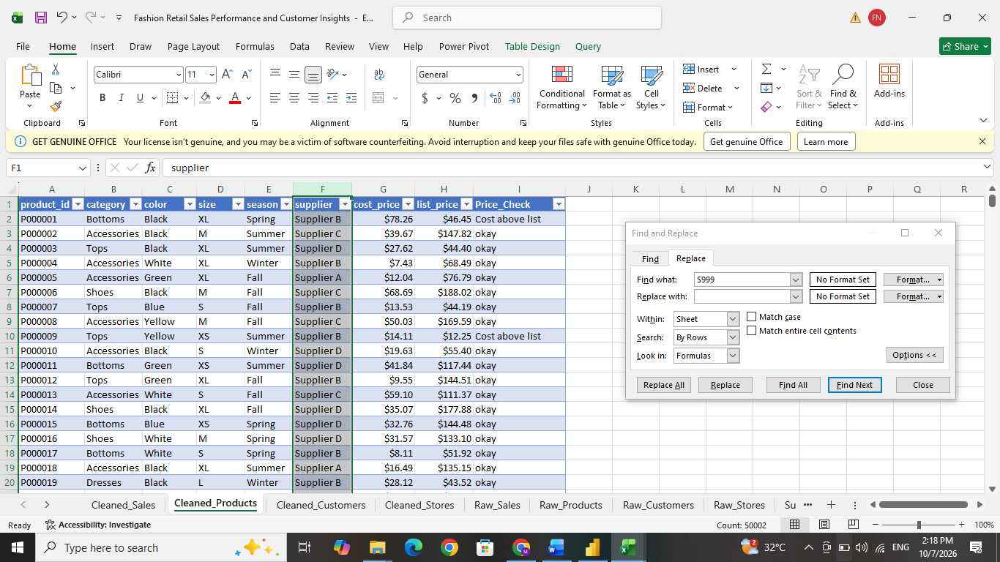 Fashion Retail Sales Performance and Customer Insights - E...
Search
FN
File Home Insert Draw Page Layout Formulas Data Review View Help Power Pivot Table Design Query
Share
Paste
Calibri 11
B I U
General
$ % 9
Conditional Formatting
Format as Table
Cell Styles
Insert
Delete
Format
Sort & Filter
Find & Select
Add-ins
Clipboard Font Alignment Number Styles Cells Editing Add-ins
GET GENUINE OFFICE Your license isn't genuine, and you may be a victim of software counterfeiting. Avoid interruption and keep your files safe with genuine Office today. Get genuine Office Learn more
F1 fx supplier
A B C D E F G H I J K L M N O P Q R
1 product_id category color size season supplier cost_price list_price Price_Check
2 P000001 Bottoms Black XL Spring Supplier B $78.26 $46.45 Cost above list
3 P000002 Accessories Black M Summer Supplier C $39.67 $147.82 okay
4 P000003 Tops Black XL Summer Supplier D $27.62 $44.40 okay
5 P000004 Accessories White XL Winter Supplier B $7.43 $68.49 okay
6 P000005 Accessories Green XL Fall Supplier A $12.04 $76.79 okay
7 P000006 Shoes Black M Fall Supplier C $68.69 $188.02 okay
8 P000007 Tops Blue S Fall Supplier B $13.53 $44.19 okay
9 P000008 Accessories Yellow M Fall Supplier C $50.03 $169.59 okay
10 P000009 Tops Yellow XS Summer Supplier B $14.11 $12.25 Cost above list
11 P000010 Accessories Black S Winter Supplier D $19.63 $55.40 okay
12 P000011 Bottoms Green XS Summer Supplier D $41.84 $117.44 okay
13 P000012 Tops Green XL Fall Supplier B $9.55 $144.51 okay
14 P000013 Accessories White S Fall Supplier C $59.10 $111.37 okay
15 P000014 Shoes Black XL Fall Supplier D $35.07 $177.88 okay
16 P000015 Bottoms Blue XS Spring Supplier D $32.76 $144.48 okay
17 P000016 Shoes White M Spring Supplier D $31.57 $133.10 okay
18 P000017 Bottoms White S Spring Supplier B $8.11 $51.92 okay
19 P000018 Accessories Black XL Summer Supplier A $16.49 $135.15 okay
20 P000019 Dresses Black L Winter Supplier B $28.12 $43.52 okay
Find and Replace
Find Replace
Find what: S999 No Format Set Format...
Replace with: No Format Set Format...
Within: Sheet Match case
Match entire cell contents
Search: By Rows
Look in: Formulas Options <<
Replace All Replace Find All Find Next Close
Cleaned_Sales Cleaned_Products Cleaned_Customers Cleaned_Stores Raw_Sales Raw_Products Raw_Customers Raw_Stores Su ···
Ready Accessibility: Investigate Count: 50002 100%
Type here to search
32°C ENG
2:18 PM
10/7/2026